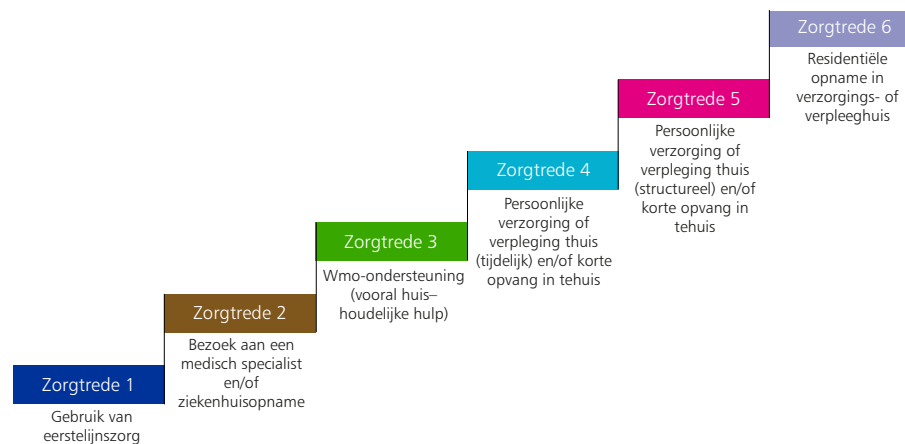 Zorgtrede 6
Residentiële
opname in
verzorgings- of
verpleeghuis
Zorgtrede 5
Persoonlijke
verzorging of
verpleging thuis
(structureel) en/of
korte opvang in
tehuis
Zorgtrede 4
Persoonlijke
verzorging of
verpleging thuis
(tijdelijk) en/of korte
opvang in tehuis
Zorgtrede 3
Wmo-ondersteuning
(vooral huis–
houdelijke hulp)
Zorgtrede 2
Bezoek aan een
medisch specialist
en/of
ziekenhuisopname
Zorgtrede 1
Gebruik van
eerstelijnszorg